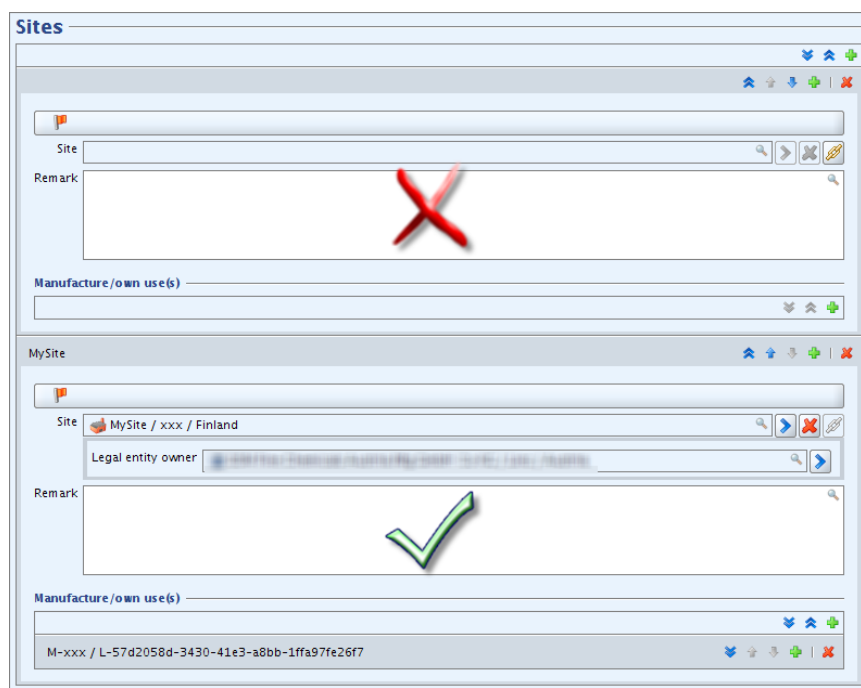 Sites
Site
Remark
Manufacture/own use(s)
MySite
Site MySite / xxx / Finland
Legal entity owner
Remark
Manufacture/own use(s)
M-xxx / L-57d2058d-3430-41e3-a8bb-1ffa97fe26f7